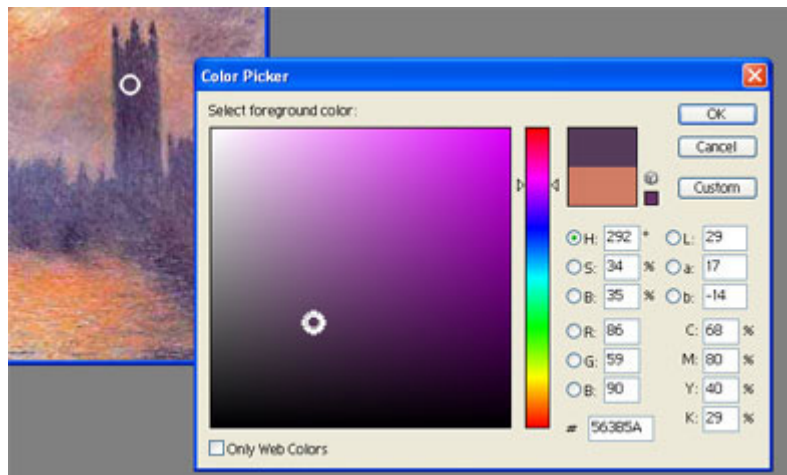 Color Picker
Select foreground color:
OK
Cancel
Custom
H: 292 °
L: 29
S: 34 %
a: 17
B: 35 %
b: -14
R: 86
C: 68 %
G: 59
M: 80 %
B: 90
Y: 40 %
# 563B5A
K: 29 %
Only Web Colors